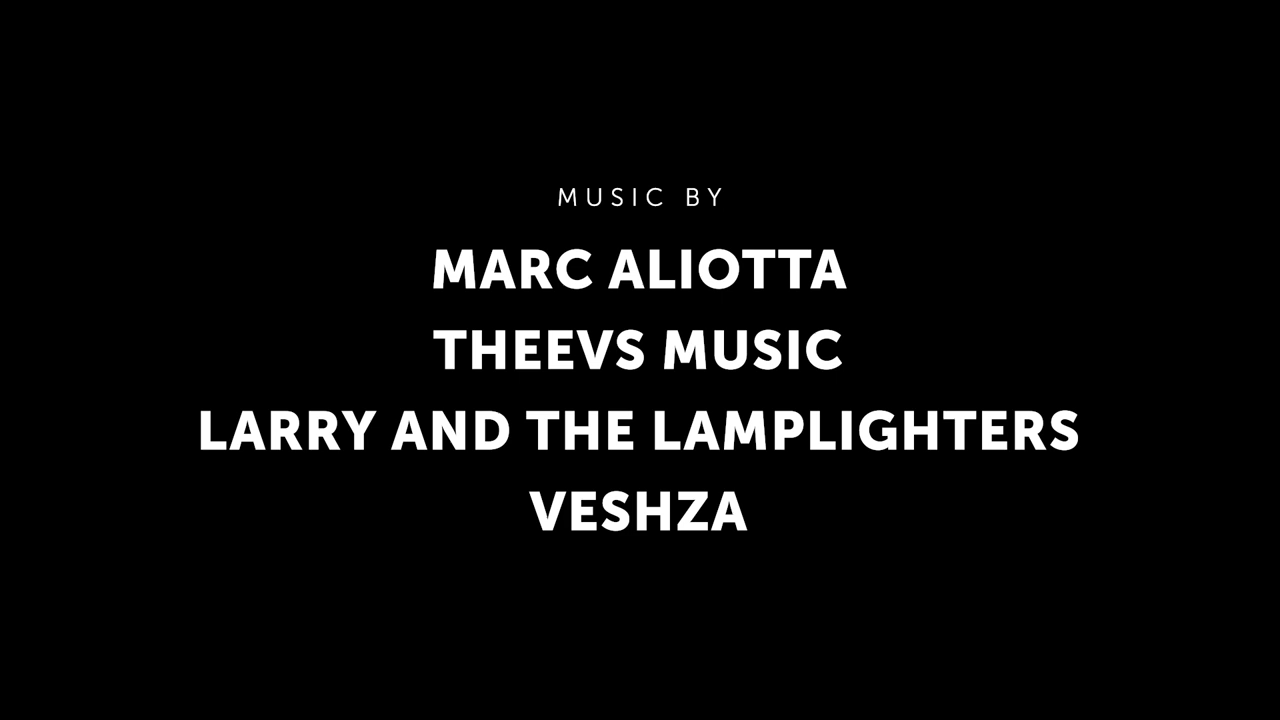 MUSIC BY
MARC ALIOTTA
THEEVS MUSIC
LARRY AND THE LAMPLIGHTERS
VESHZA